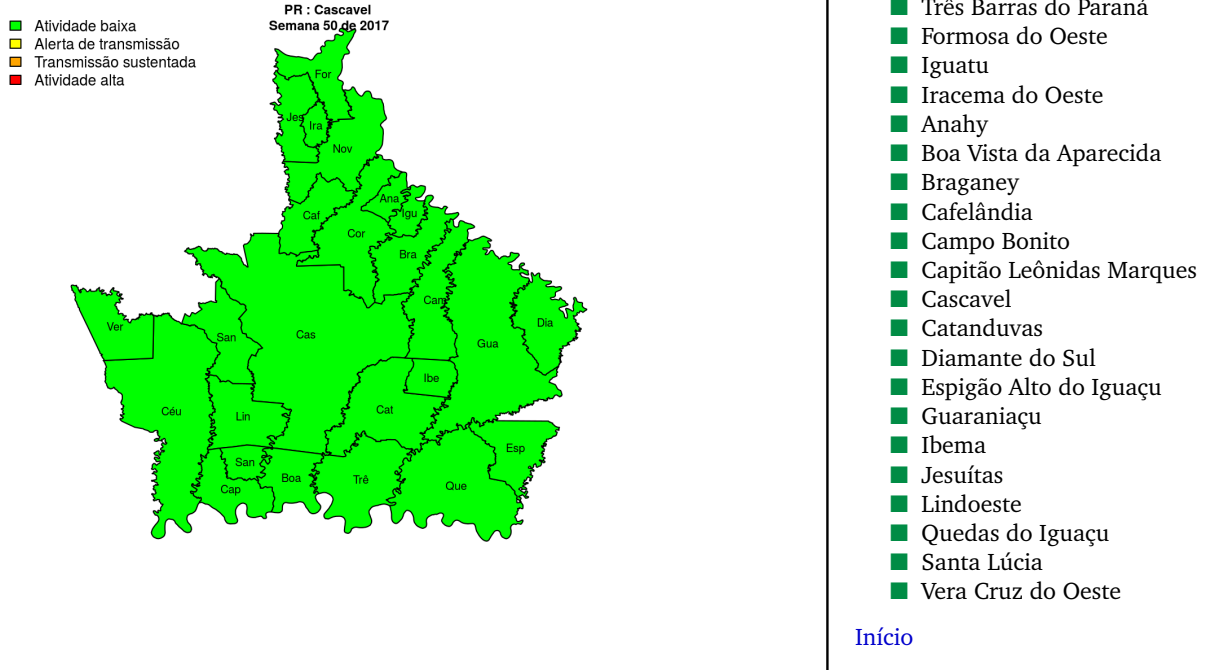 PR : Cascavel
Semana 50 de 2017
Atividade baixa
Alerta de transmissão
Transmissão sustentada
Atividade alta
For
Jes
Ira
Nov
Ana
Igu
Caf
Cor
Bra
Cam
Ver
San
Cas
Dia
Gua
Ibe
Céu
Lin
Cat
San
Esp
Boa
Trê
Cap
Que
Três Barras do Paraná
Formosa do Oeste
Iguatu
Iracema do Oeste
Anahy
Boa Vista da Aparecida
Braganey
Cafelândia
Campo Bonito
Capitão Leônidas Marques
Cascavel
Catanduvas
Diamante do Sul
Espigão Alto do Iguaçu
Guaraniaçu
Ibema
Jesuítas
Lindoeste
Quedas do Iguaçu
Santa Lúcia
Vera Cruz do Oeste
Início